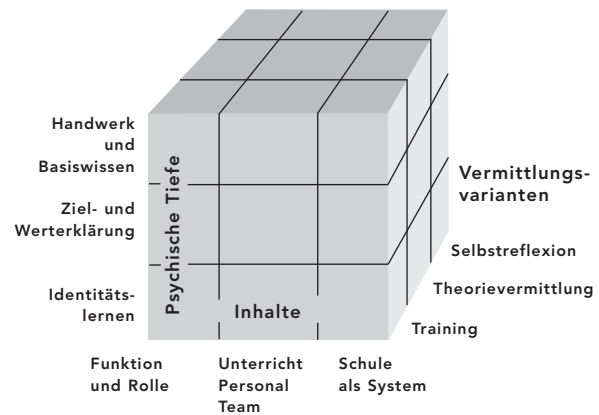 Handwerk
und
Basiswissen
Ziel- und
Werterklärung
Identitäts-
lernen
Psychische Tiefe
Inhalte
Funktion
und Rolle
Unterricht
Personal
Team
Schule
als System
Vermittlungs-
varianten
Selbstreflexion
Theorievermittlung
Training